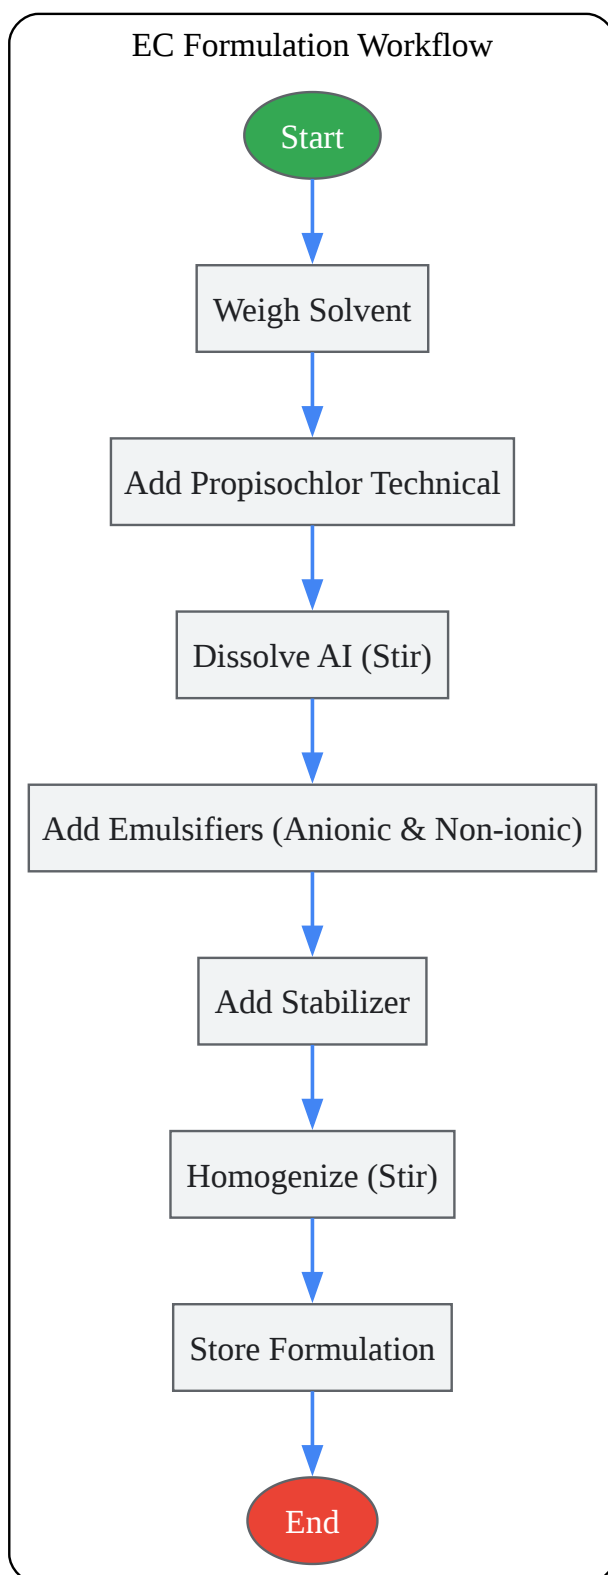 EC Formulation Workflow
Start
Weigh Solvent
Add Propisochlor Technical
Dissolve AI (Stir)
Add Emulsifiers (Anionic & Non-ionic)
Add Stabilizer
Homogenize (Stir)
Store Formulation
End